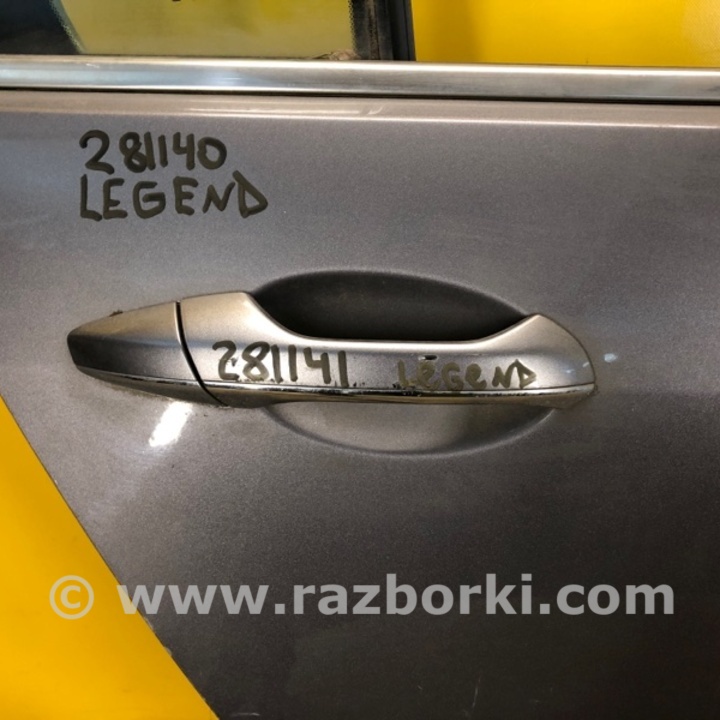 281140
LEGEND
281141 LEGEND
© www.razborki.com